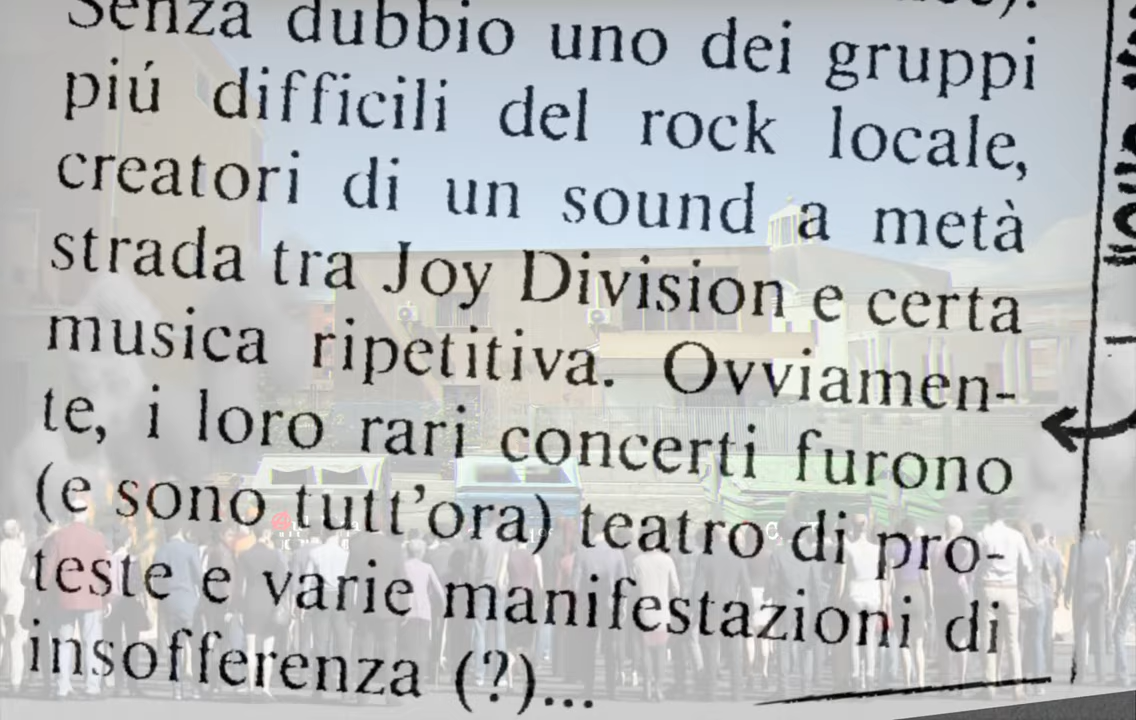 Senza dubbio uno dei gruppi
piú difficili del rock locale,
creatori di un sound a metà
strada tra Joy Division e certa
musica ripetitiva. Ovviamen-
te, i loro rari concerti furono
(e sono tutt'ora) teatro di pro-
teste e varie manifestazioni di
insofferenza (?)...